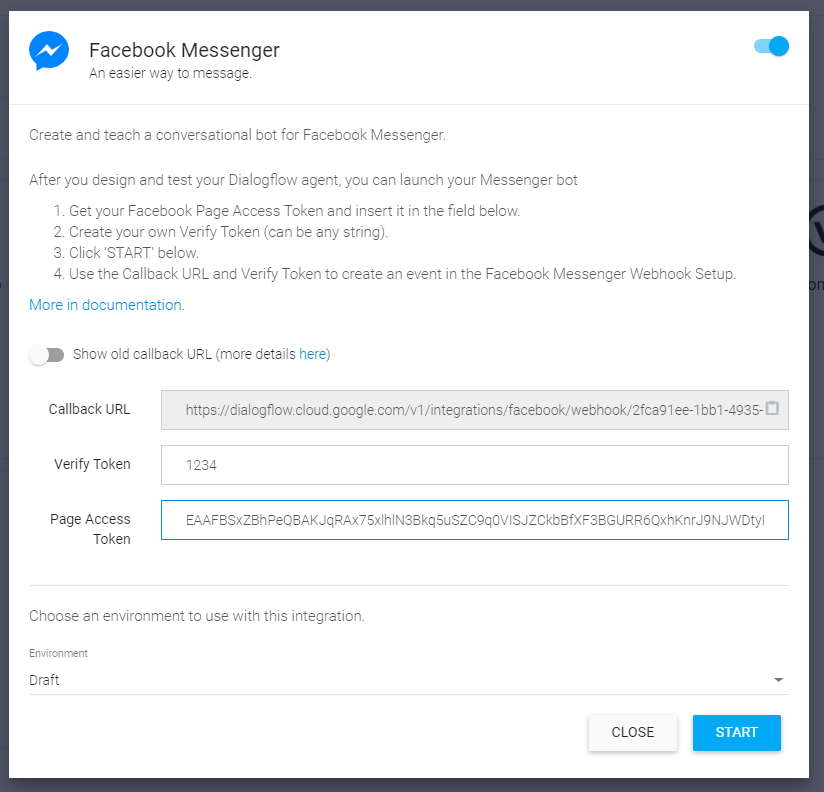 Facebook Messenger
An easier way to message.
Create and teach a conversational bot for Facebook Messenger.
After you design and test your Dialogflow agent, you can launch your Messenger bot
1. Get your Facebook Page Access Token and insert it in the field below.
2. Create your own Verify Token (can be any string).
3. Click 'START' below.
4. Use the Callback URL and Verify Token to create an event in the Facebook Messenger Webhook Setup.
More in documentation.
Show old callback URL (more details here)
Callback URL
https://dialogflow.cloud.google.com/v1/integrations/facebook/webhook/2fca91ee-1bb1-4935-
Verify Token
1234
Page Access
Token
Choose an environment to use with this integration.
Environment
Draft
CLOSE
START